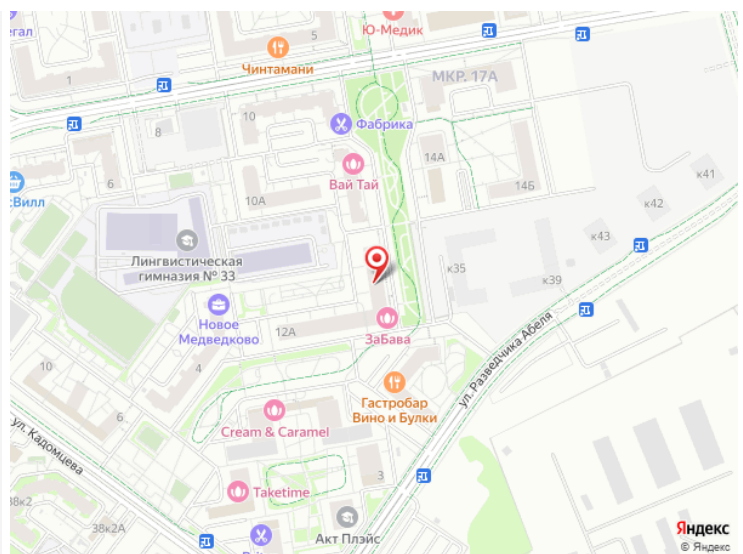 егал
1
5
Ю-Медик
Чинтамани
МКР. 17А
10
Фабрика
8
14А
Вай Тай
6
сВилл
10А
14Б
к41
к42
к43
Лингвистическая
гимназия № 33
к35
к39
Новое
Медведково
12А
ЗаБава
4
10
ул. Разведчика Абеля
Гастробар
Вино и Булки
ул. Кадомцева
Cream & Caramel
Taketime
3
38к2
38к2А
Акт Плэйс
Яндекс
© Яндекс